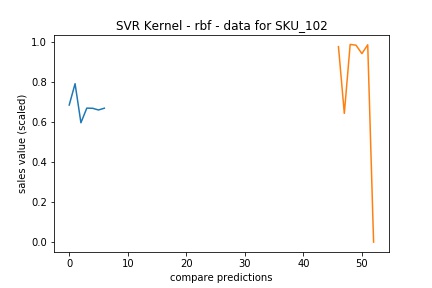 SVR Kernel - rbf - data for SKU_102
1.0
0.8
0.6
0.4
0.2
0.0
sales value (scaled)
0 10 20 30 40 50
compare predictions